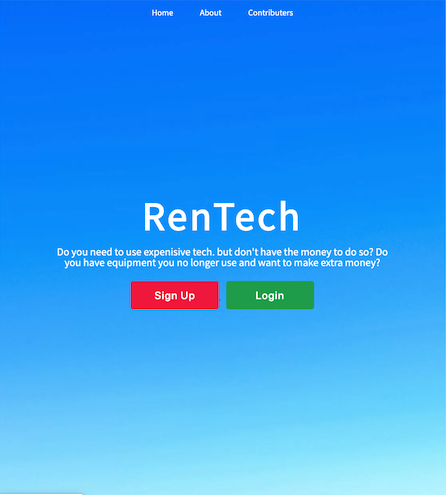 Home About Contributers
RenTech
Do you need to use expenisive tech. but don't have the money to do so? Do
you have equipment you no longer use and want to make extra money?
Sign Up Login